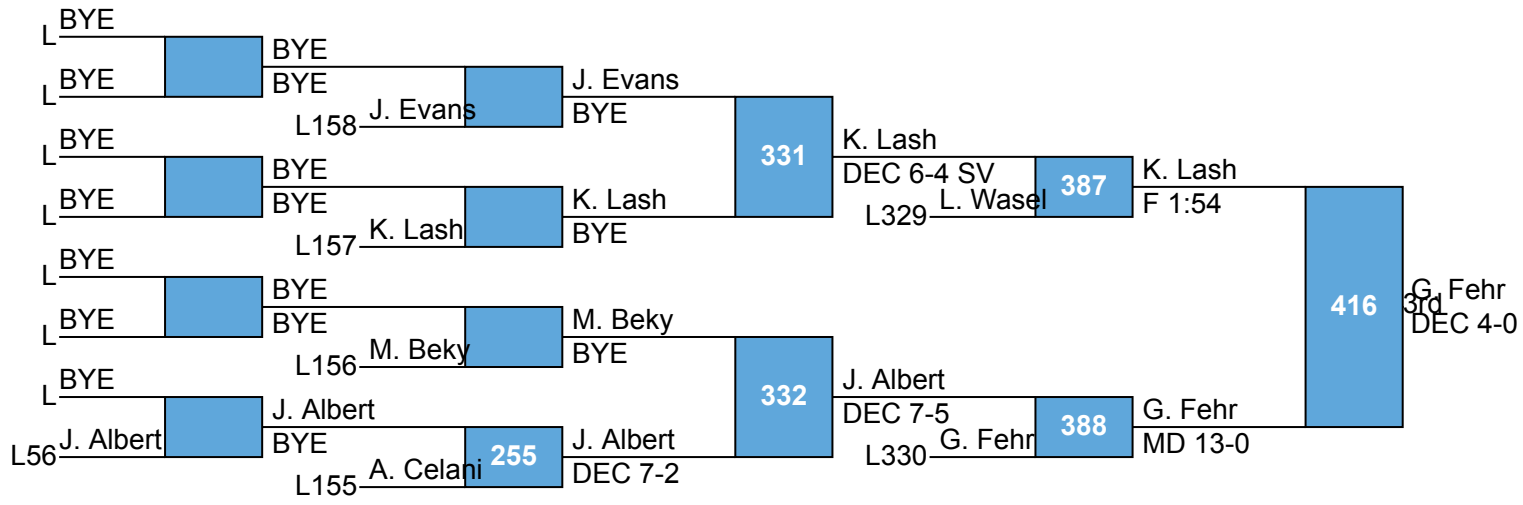 BYE
L
BYE
BYE
BYE
L
J. Evans
L158
J. Evans
BYE
BYE
L
BYE
BYE
BYE
L
K. Lash
L157
K. Lash
BYE
331
K. Lash
DEC 6-4 SV
L. Wasel
L329
387
K. Lash
F 1:54
BYE
L
BYE
BYE
BYE
L
M. Beky
L156
M. Beky
BYE
BYE
L
J. Albert
BYE
J. Albert
L56
A. Celani
L155
255
J. Albert
DEC 7-2
332
J. Albert
DEC 7-5
G. Fehr
L330
388
G. Fehr
MD 13-0
416
3rd
G. Fehr
DEC 4-0